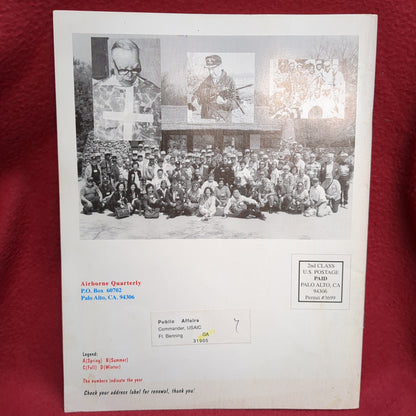 Airborne Quarterly
P.O. Box 60702
Palo Alto, CA. 94306
2nd CLASS
U.S. POSTAGE
PAID
PALO ALTO, CA
94306
Permit #3699
Public Affairs
Commander, USAIC
Ft. Benning GA
31905
7
Legend:
A(Spring) B(Summer)
C(Fall) D(Winter)
The numbers indicate the year
Check your address label for renewal, thank you!